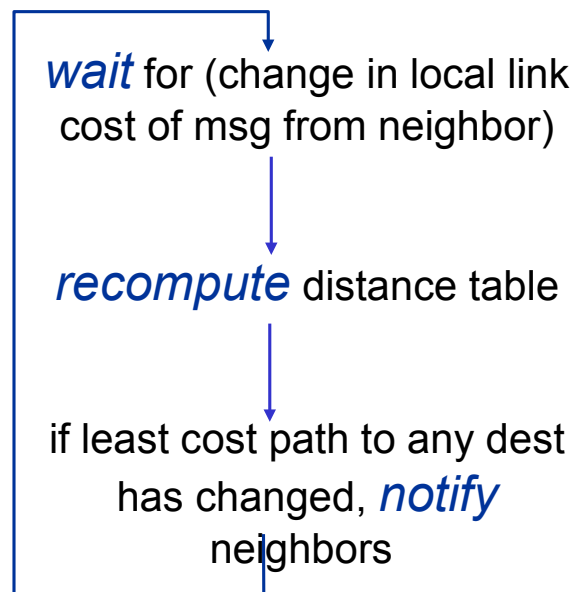 wait for (change in local link
cost of msg from neighbor)
recompute distance table
if least cost path to any dest
has changed, notify
neighbors